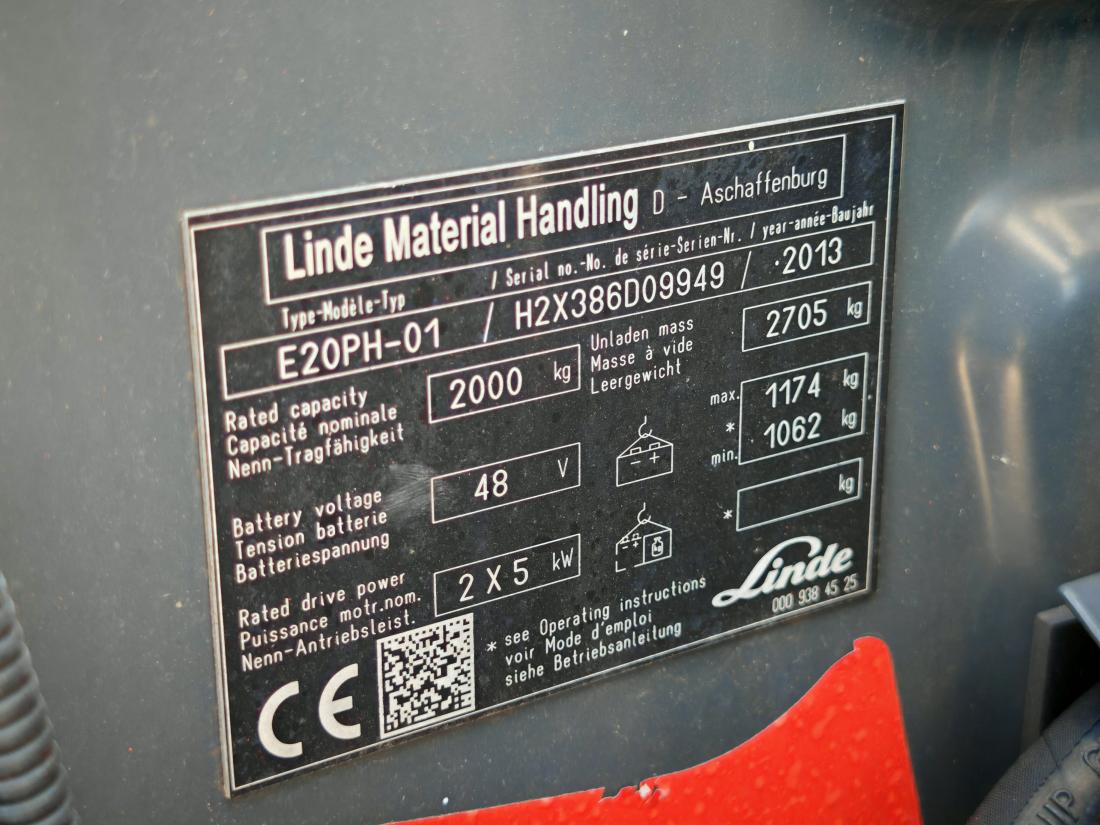 Linde Material Handling D - Aschaffenburg
Type-Modèle-Typ / Serial no.-No. de série-Serien-Nr. / year-année-Baujahr
E20PH-01 / H2X386D09949 / ·2013
Rated capacity
Capacité nominale
Nenn-Tragfähigkeit
2000 kg
Unladen mass
Masse à vide
Leergewicht
2705 kg
Battery voltage
Tension batterie
Batteriespannung
48 V
- +
max. 1174 kg
* 1062 kg
min.
Rated drive power
Puissance motr.nom.
Nenn-Antriebsleist.
2 X 5 kW
- + kg
* kg
CE
* see Operating instructions
voir Mode d'emploi
siehe Betriebsanleitung
Linde
000 938 45 25